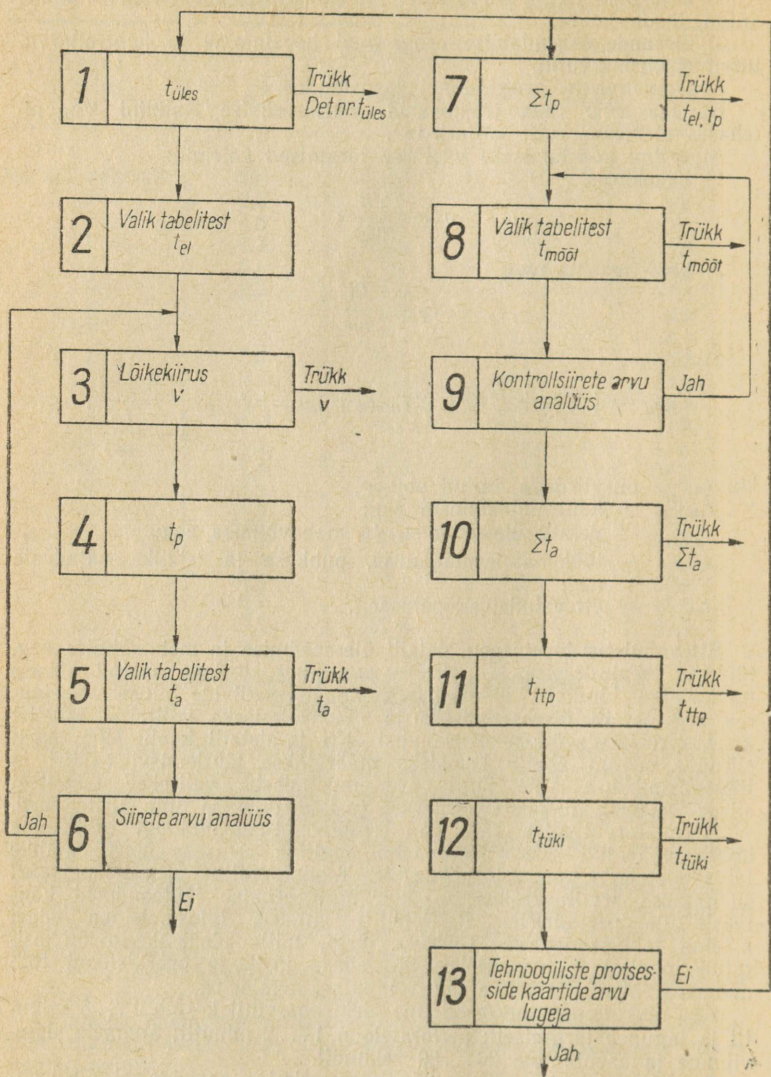 1
t_üles
Trükk
Det.nr. t_üles
2
Valik tabelitest
t_el
3
Lõikekiirus
v
Trükk
v
4
t_p
5
Valik tabelitest
t_a
Trükk
t_a
Jah
6
Siirete arvu analüüs
Ei
7
Σt_p
Trükk
t_el, t_p
8
Valik tabelitest
t_mõõt
Trükk
t_mõõt
9
Kontrollsiirete arvu
analüüs
Jah
10
Σt_a
Trükk
Σt_a
11
t_ttp
Trükk
t_ttp
12
t_tüki
Trükk
t_tüki
13
Tehnoogiliste protses-
side kaartide arvu
lugeja
Ei
Jah